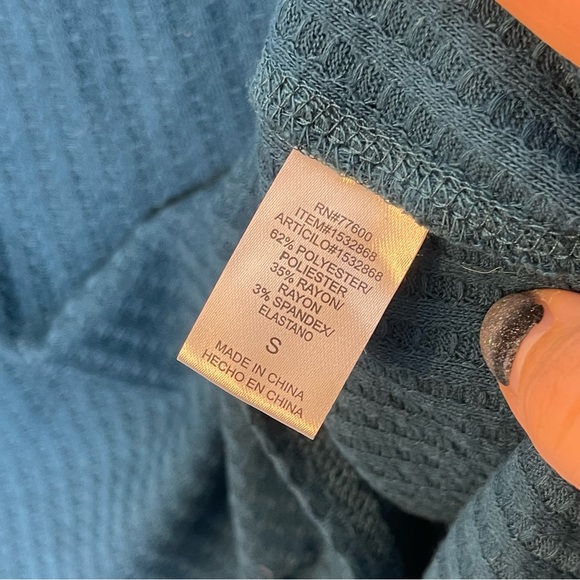 RN#77600
ITEM#1532868
ARTÍCILO#1532868
62% POLYESTER/
POLIESTER
35% RAYON/
RAYON
3% SPANDEX/
ELASTANO
S
MADE IN CHINA
HECHO EN CHINA